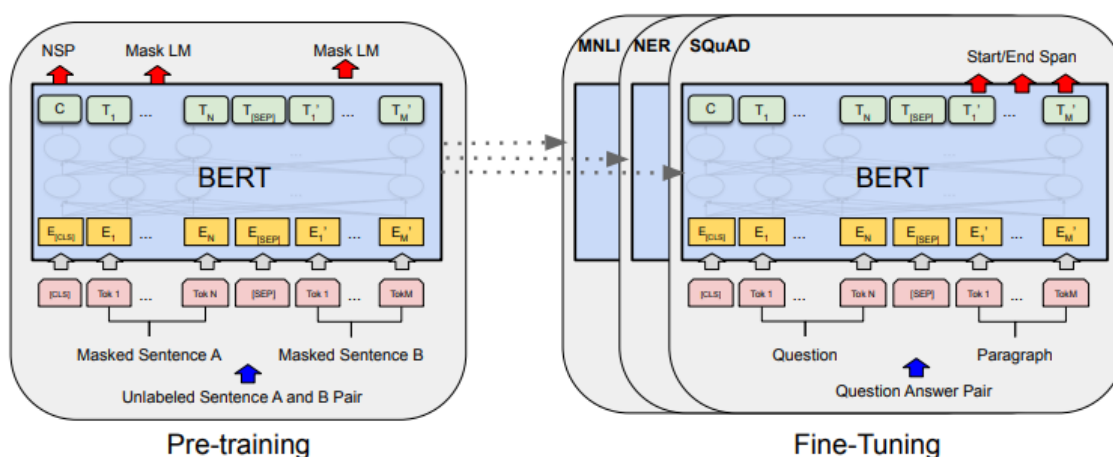 NSP Mask LM Mask LM
C T1 ... TN T[SEP] T1' ... TM'
...
BERT
...
E[CLS] E1 ... EN E[SEP] E1' ... EM'
[CLS] Tok 1 ... Tok N [SEP] Tok 1 ... TokM
Masked Sentence A Masked Sentence B
Unlabeled Sentence A and B Pair
Pre-training
MNLI NER SQuAD
Start/End Span
C T1 ... TN T[SEP] T1' ... TM'
...
BERT
...
E[CLS] E1 ... EN E[SEP] E1' ... EM'
[CLS] Tok 1 ... Tok N [SEP] Tok 1 ... TokM
Question Paragraph
Question Answer Pair
Fine-Tuning